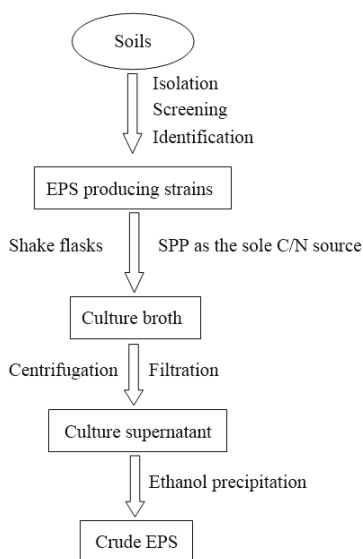 Soils
Isolation
Screening
Identification
EPS producing strains
Shake flasks
SPP as the sole C/N source
Culture broth
Centrifugation
Filtration
Culture supernatant
Ethanol precipitation
Crude EPS